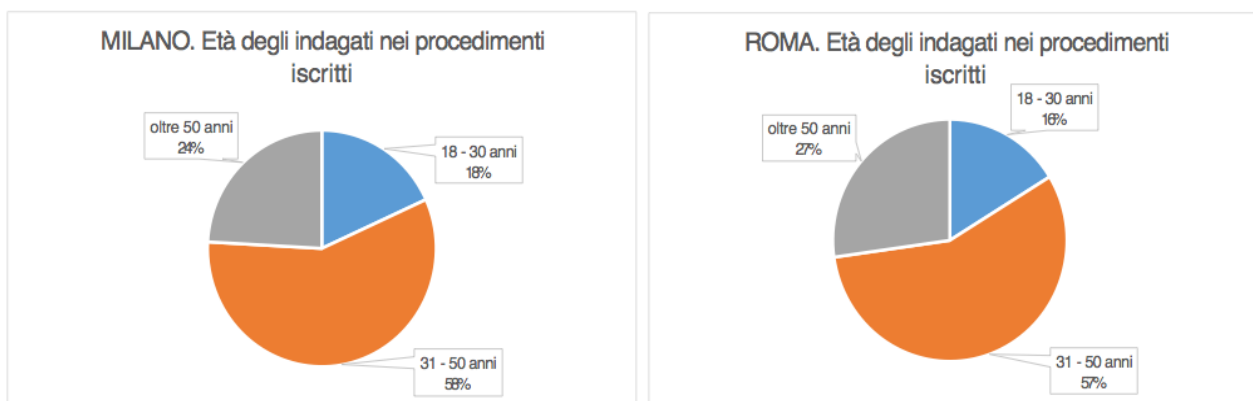 MILANO. Età degli indagati nei procedimenti
iscritti
oltre 50 anni
24%
18 - 30 anni
18%
31 - 50 anni
58%
ROMA. Età degli indagati nei procedimenti
iscritti
18 - 30 anni
16%
oltre 50 anni
27%
31 - 50 anni
57%